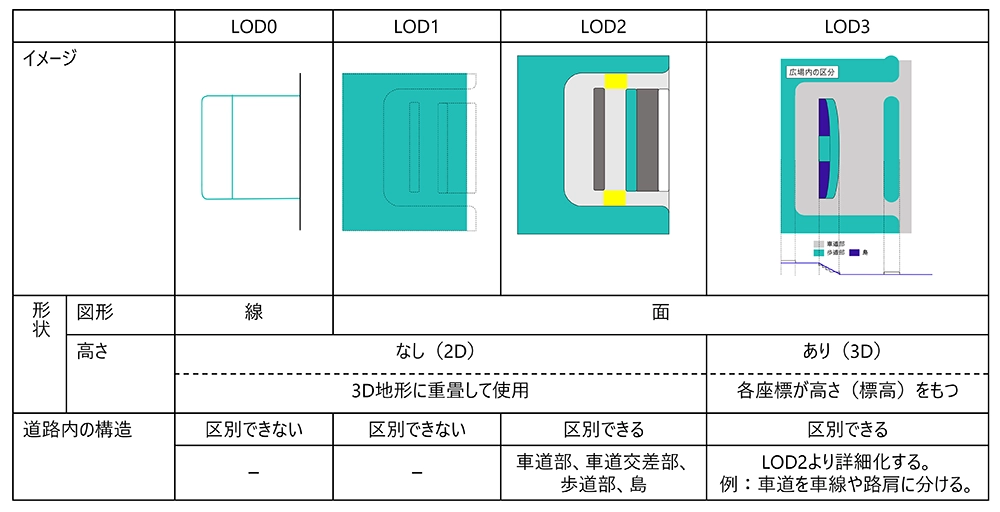 LOD0 LOD1 LOD2 LOD3
イメージ
広場内の区分
車道部
歩道部 島
形状 図形 線 面
高さ なし（2D） あり（3D）
3D地形に重畳して使用 各座標が高さ（標高）をもつ
道路内の構造 区別できない 区別できない 区別できる 区別できる
– – 車道部、車道交差部、 LOD2より詳細化する。
歩道部、島 例：車道を車線や路肩に分ける。